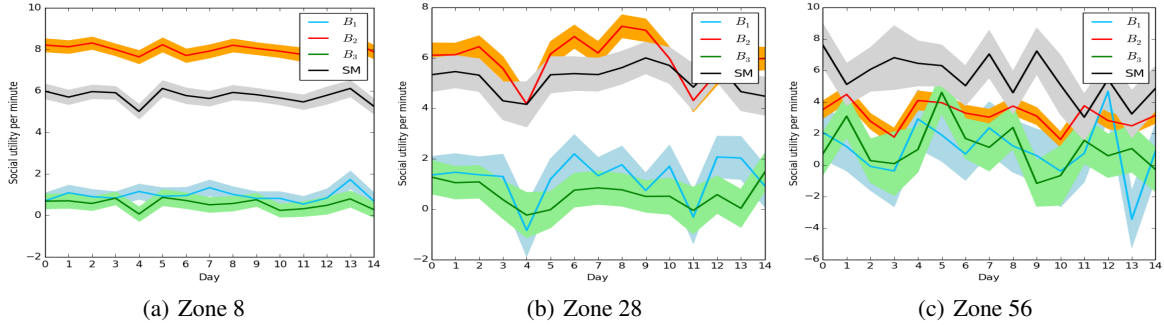 Social utility per minute
10
8
6
4
2
0
−2
0 1 2 3 4 5 6 7 8 9 10 11 12 13 14
Day
B1
B2
B3
SM
(a) Zone 8
Social utility per minute
8
6
4
2
0
−2
0 1 2 3 4 5 6 7 8 9 10 11 12 13 14
Day
B1
B2
B3
SM
(b) Zone 28
Social utility per minute
10
8
6
4
2
0
−2
−4
−6
0 1 2 3 4 5 6 7 8 9 10 11 12 13 14
Day
B1
B2
B3
SM
(c) Zone 56